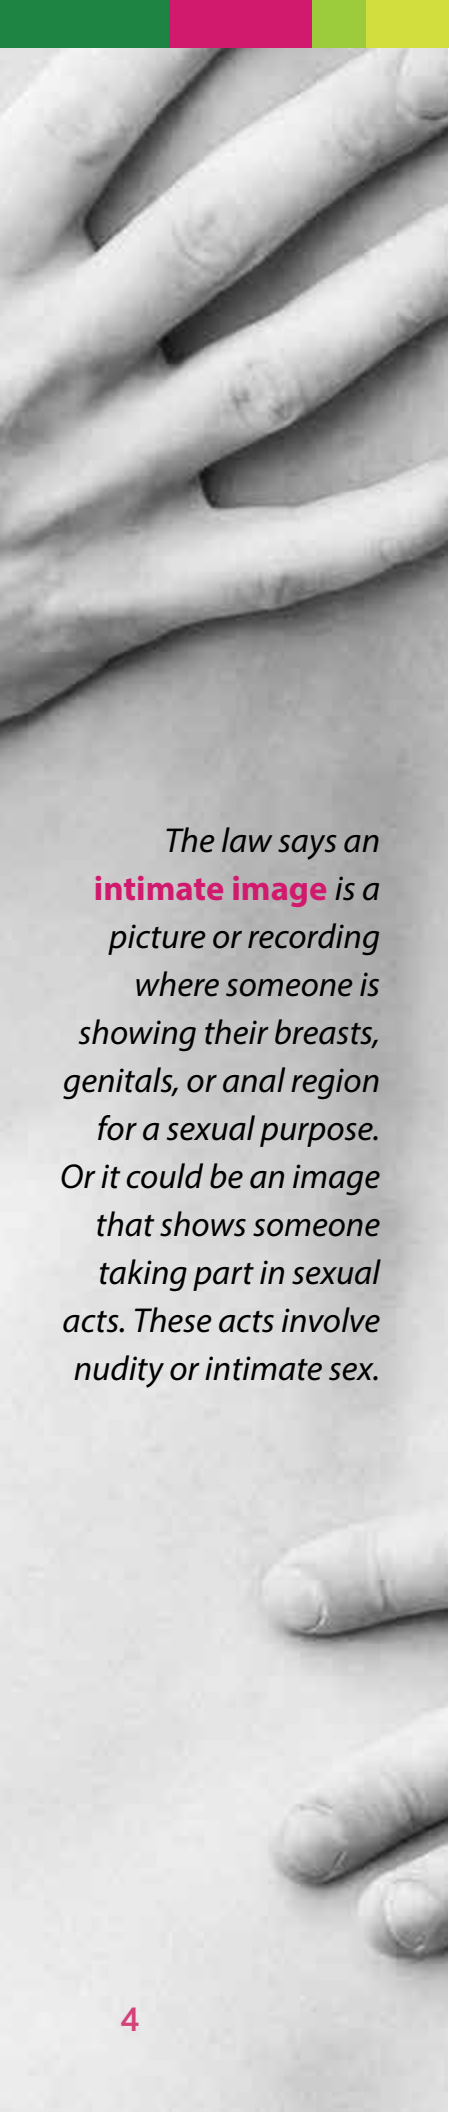 The law says an
intimate image is a
picture or recording
where someone is
showing their breasts,
genitals, or anal region
for a sexual purpose.
Or it could be an image
that shows someone
taking part in sexual
acts. These acts involve
nudity or intimate sex.
4